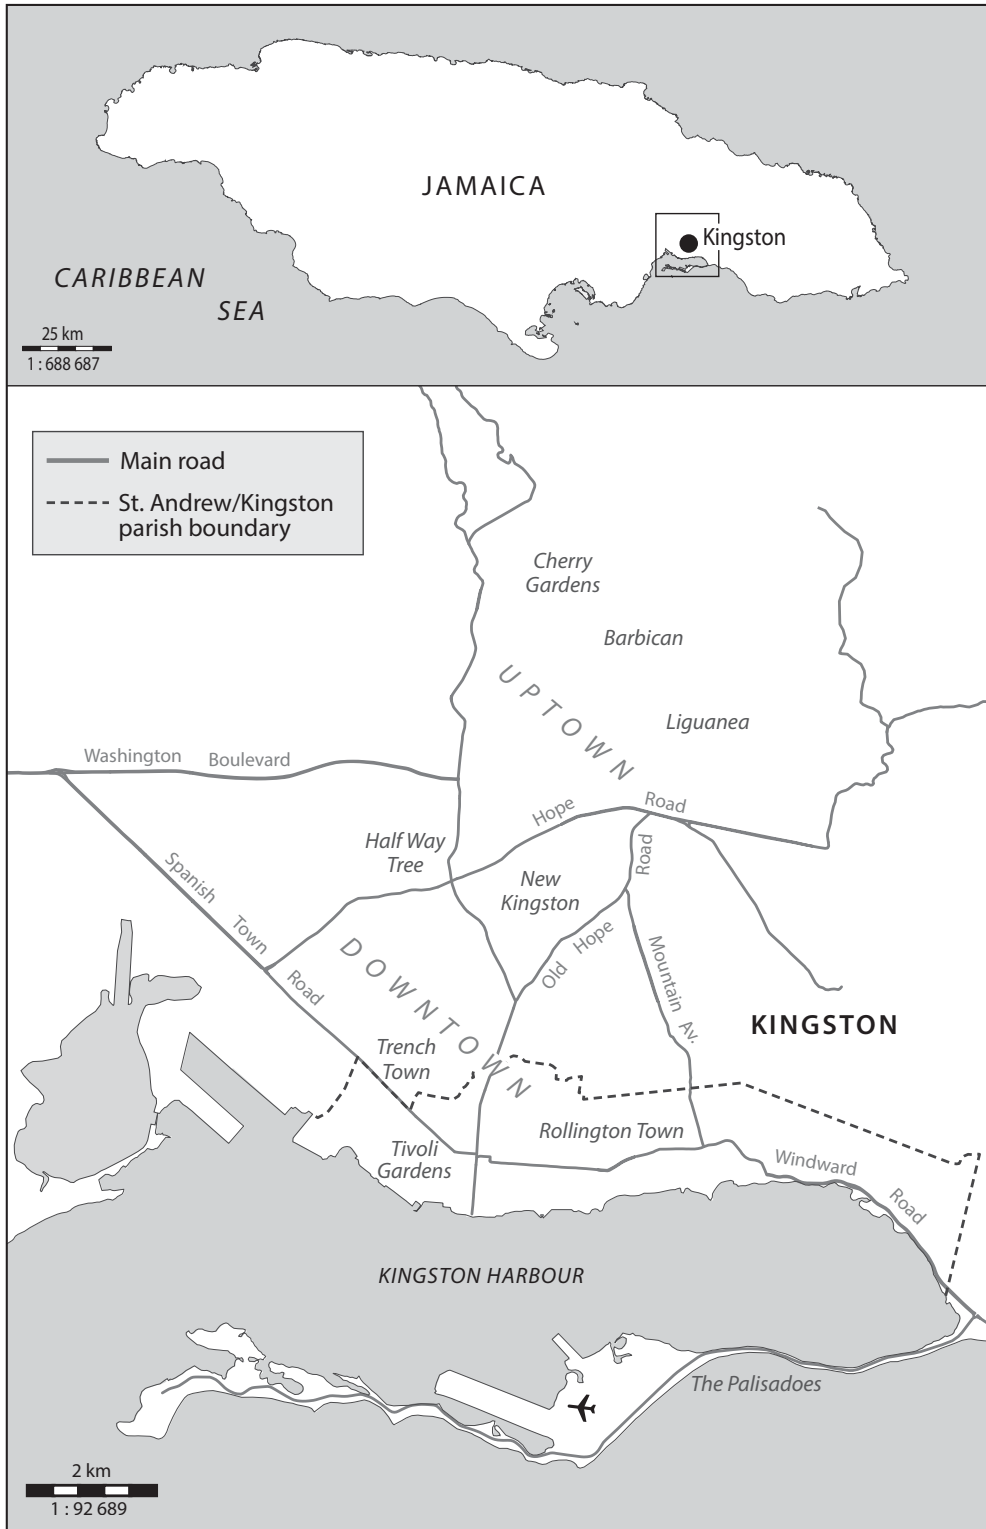 JAMAICA
Kingston
CARIBBEAN
SEA
25 km
1 : 688 687
Main road
St. Andrew/Kingston
parish boundary
Cherry
Gardens
Barbican
UPTOWN
Liguanea
Washington Boulevard
Hope Road
Half Way
Tree
New
Kingston
Spanish Town Road
Old Hope Road
Mountain Av.
DOWNTOWN
KINGSTON
Trench
Town
Rollington Town
Tivoli
Gardens
Windward Road
KINGSTON HARBOUR
The Palisadoes
2 km
1 : 92 689